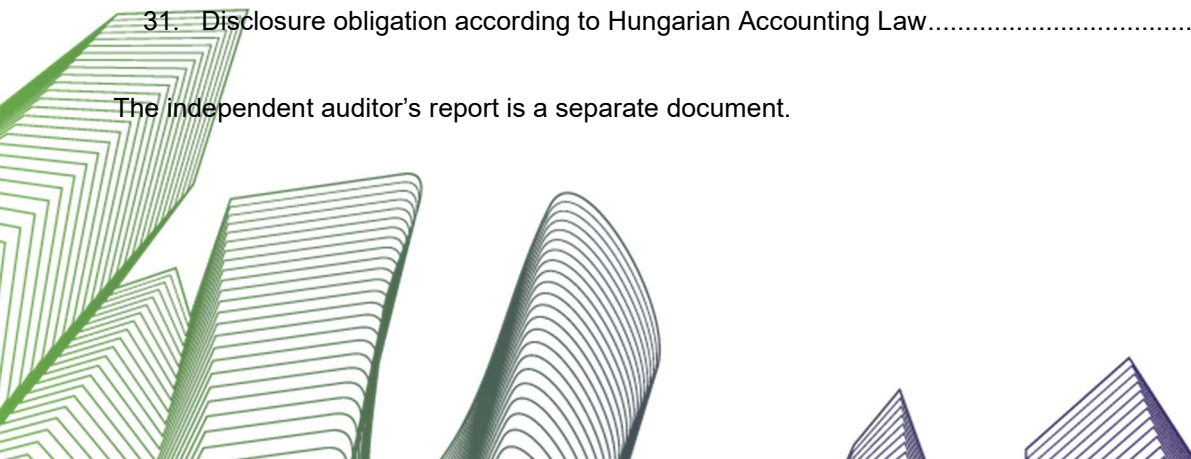 31. Disclosure obligation according to Hungarian Accounting Law....................................
The independent auditor’s report is a separate document.